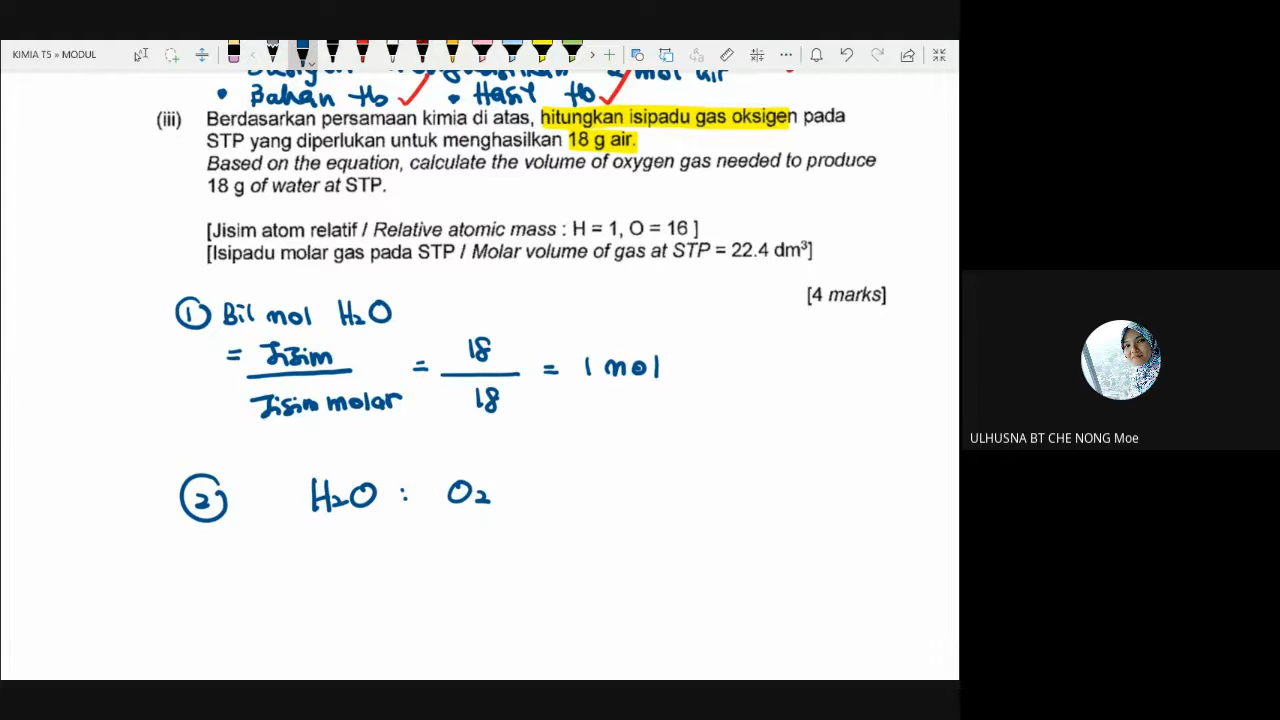 KIMIA T5 » MODUL
mol air
• Bahan tb • Hasil tb
(iii) Berdasarkan persamaan kimia di atas, hitungkan isipadu gas oksigen pada
STP yang diperlukan untuk menghasilkan 18 g air.
Based on the equation, calculate the volume of oxygen gas needed to produce
18 g of water at STP.
[Jisim atom relatif / Relative atomic mass : H = 1, O = 16 ]
[Isipadu molar gas pada STP / Molar volume of gas at STP = 22.4 dm³]
[4 marks]
① Bil mol H₂O
= Jisim / Jisim molar = 18 / 18 = 1 mol
② H₂O : O₂
ULHUSNA BT CHE NONG Moe